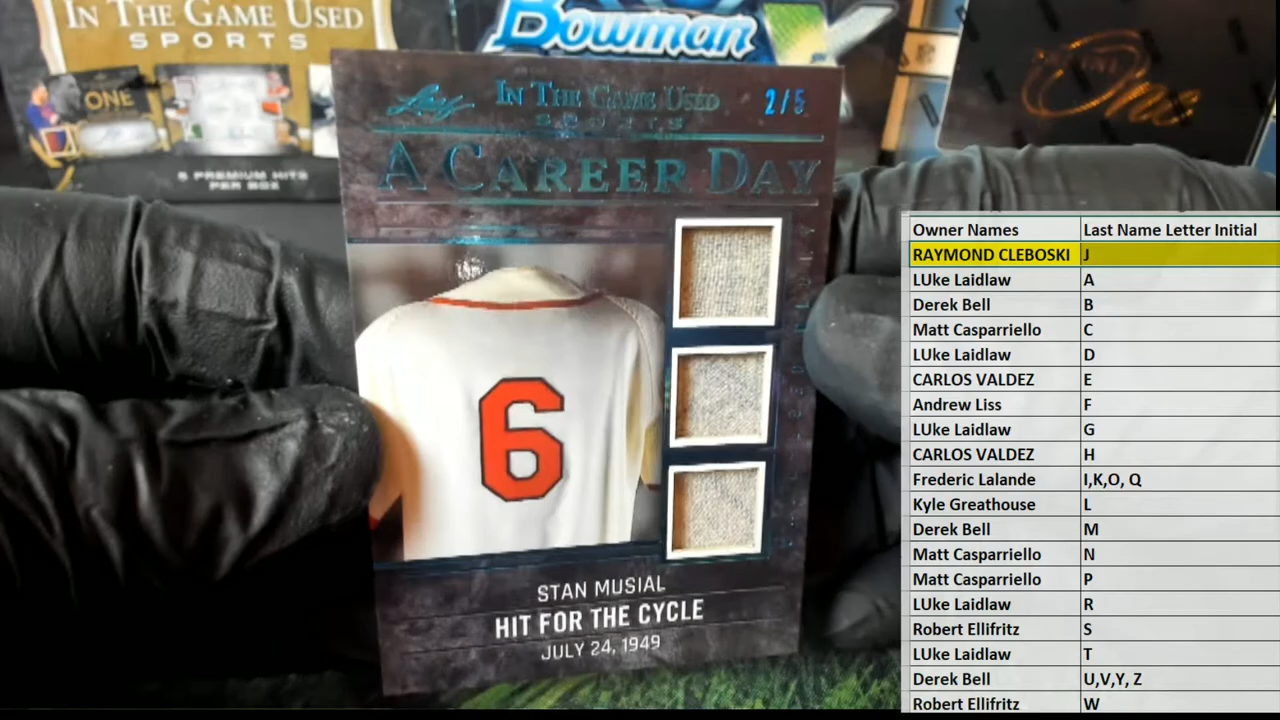 IN THE GAME USED
SPORTS
ONE
5 PREMIUM HITS
PER BOX
Bowman
One
Leaf
IN THE GAME USED
SPORTS
2/5
A CAREER DAY
6
STAN MUSIAL
HIT FOR THE CYCLE
JULY 24, 1949
Owner Names Last Name Letter Initial
RAYMOND CLEBOSKI J
LUke Laidlaw A
Derek Bell B
Matt Casparriello C
LUke Laidlaw D
CARLOS VALDEZ E
Andrew Liss F
LUke Laidlaw G
CARLOS VALDEZ H
Frederic Lalande I,K,O, Q
Kyle Greathouse L
Derek Bell M
Matt Casparriello N
Matt Casparriello P
LUke Laidlaw R
Robert Ellifritz S
LUke Laidlaw T
Derek Bell U,V,Y, Z
Robert Ellifritz W